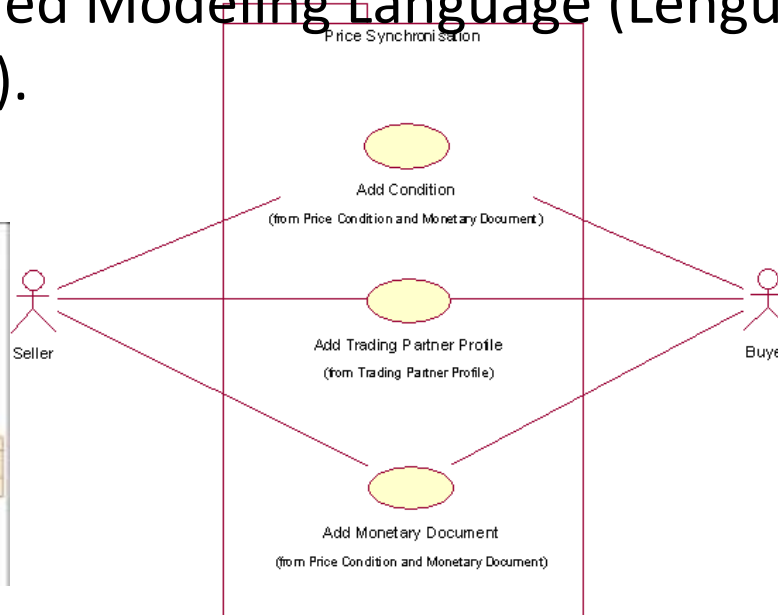 ed Modeling Language (Lengu
).
Price Synchronisation
Add Condition
(from Price Condition and Monetary Document)
Seller
Buye
Add Trading Partner Profile
(from Trading Partner Profile)
Add Monetary Document
(from Price Condition and Monetary Document)